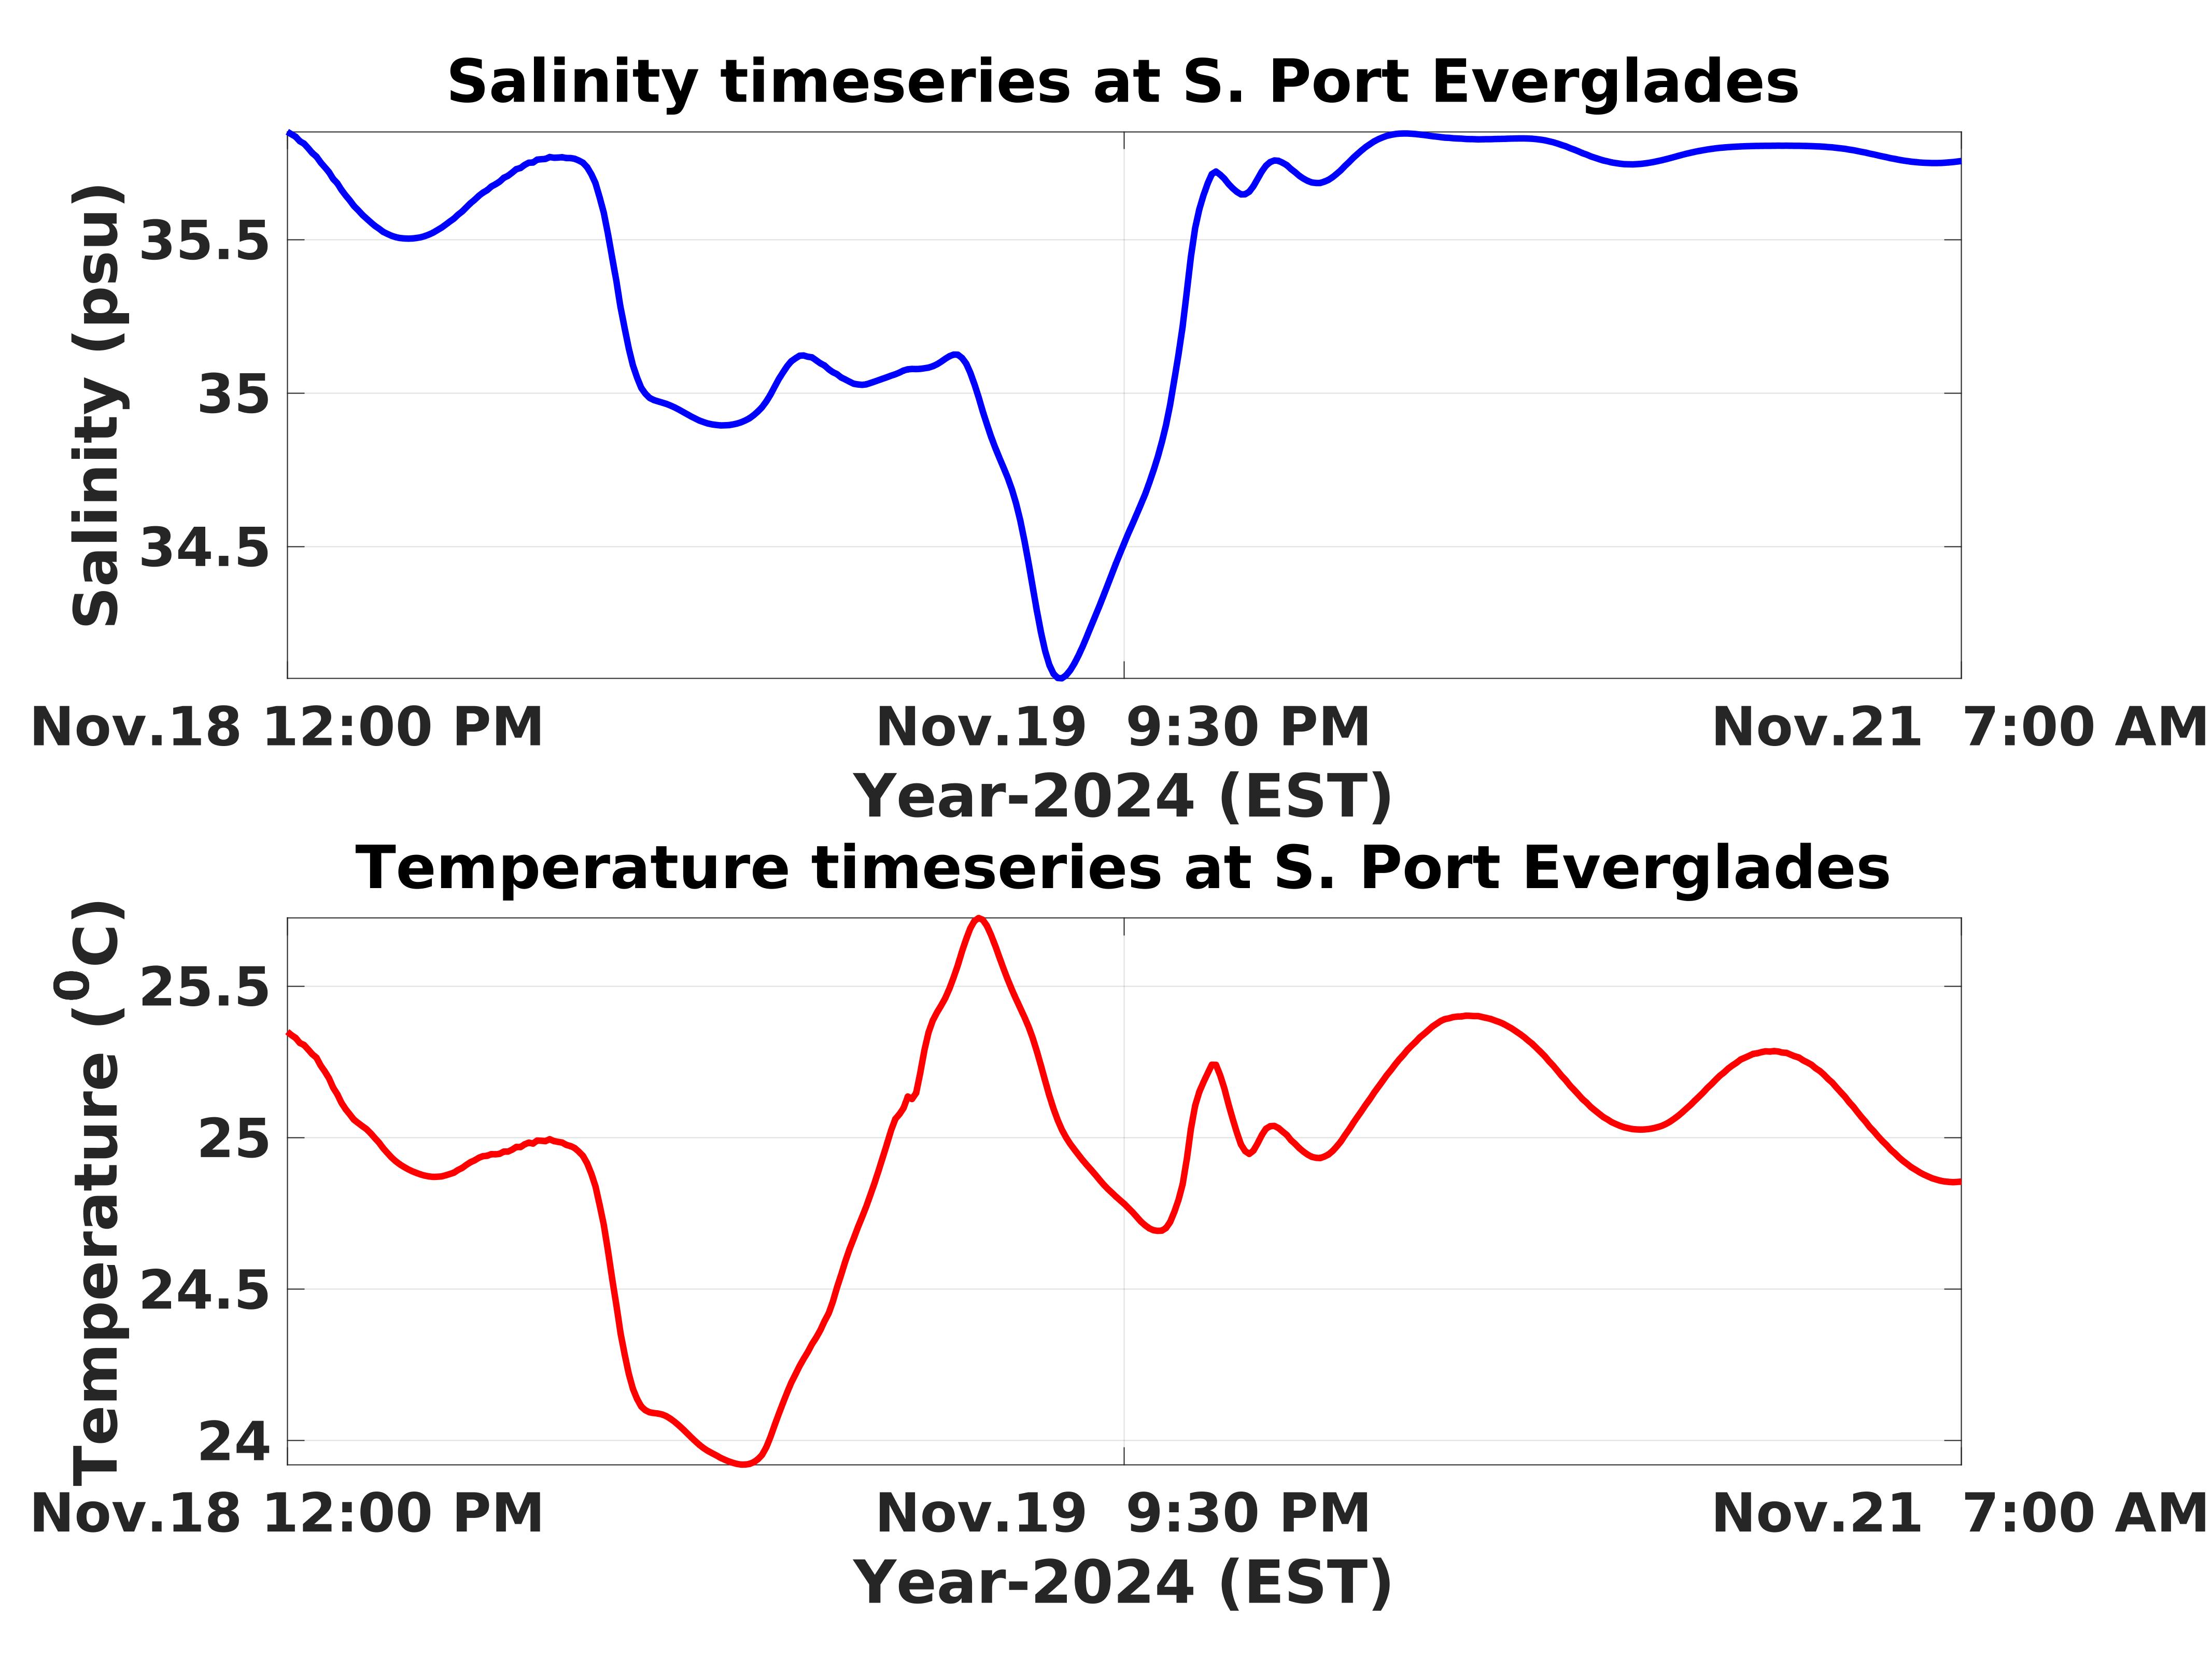 Salinity timeseries at S. Port Everglades
Salinity (psu)
35.5
35
34.5
Nov.18 12:00 PM
Nov.19 9:30 PM
Nov.21 7:00 AM
Year-2024 (EST)
Temperature timeseries at S. Port Everglades
Temperature (⁰C)
25.5
25
24.5
24
Nov.18 12:00 PM
Nov.19 9:30 PM
Nov.21 7:00 AM
Year-2024 (EST)